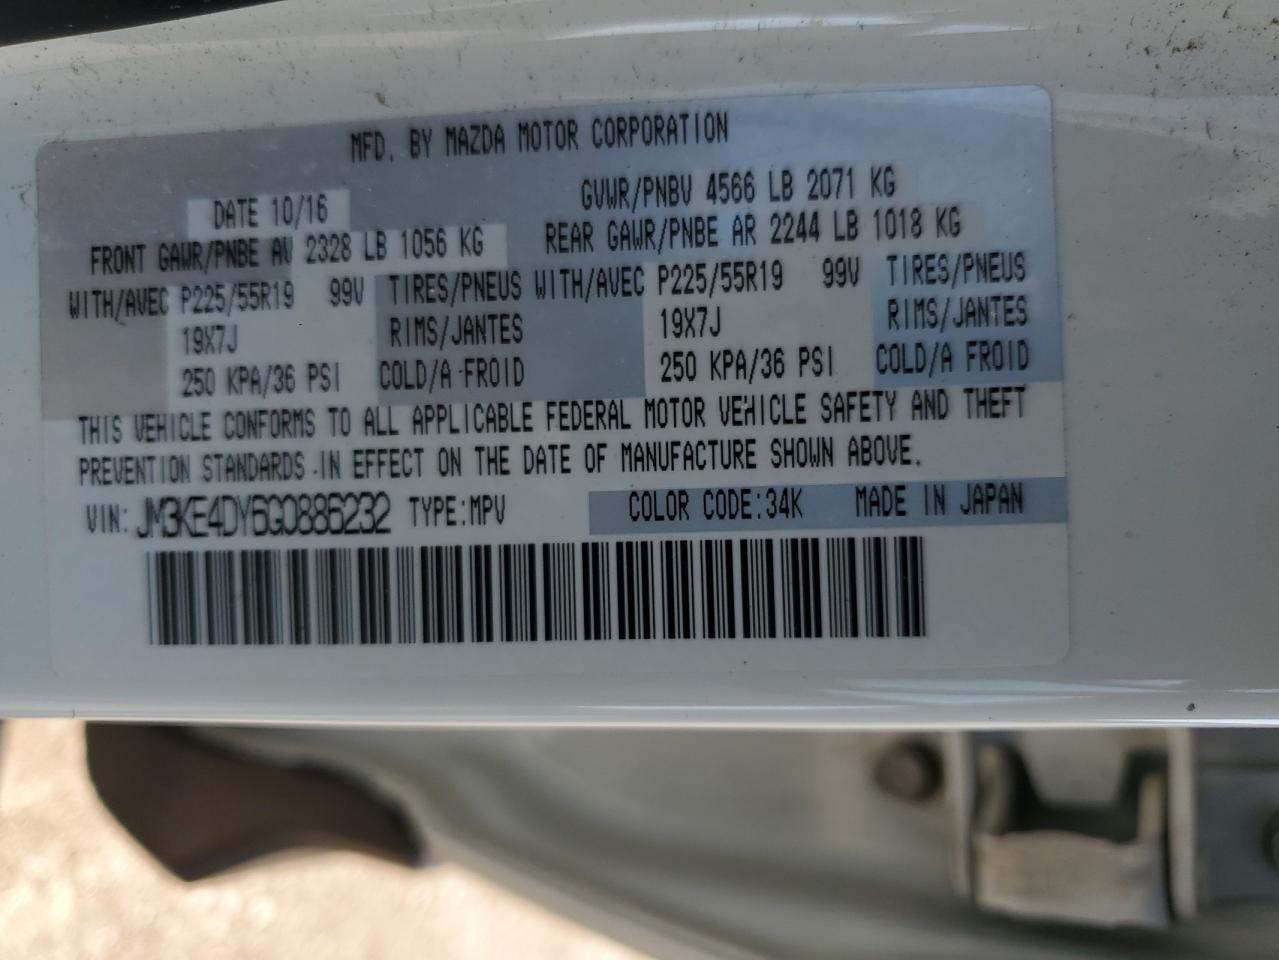 MFD. BY MAZDA MOTOR CORPORATION
DATE 10/16 GVWR/PNBV 4566 LB 2071 KG
FRONT GAWR/PNBE AV 2328 LB 1056 KG REAR GAWR/PNBE AR 2244 LB 1018 KG
WITH/AVEC P225/55R19 99V TIRES/PNEUS WITH/AVEC P225/55R19 99V TIRES/PNEUS
19X7J RIMS/JANTES 19X7J RIMS/JANTES
250 KPA/36 PSI COLD/A FROID 250 KPA/36 PSI COLD/A FROID
THIS VEHICLE CONFORMS TO ALL APPLICABLE FEDERAL MOTOR VEHICLE SAFETY AND THEFT
PREVENTION STANDARDS IN EFFECT ON THE DATE OF MANUFACTURE SHOWN ABOVE.
VIN: JM3KE4DY6G0886232 TYPE:MPV COLOR CODE:34K MADE IN JAPAN